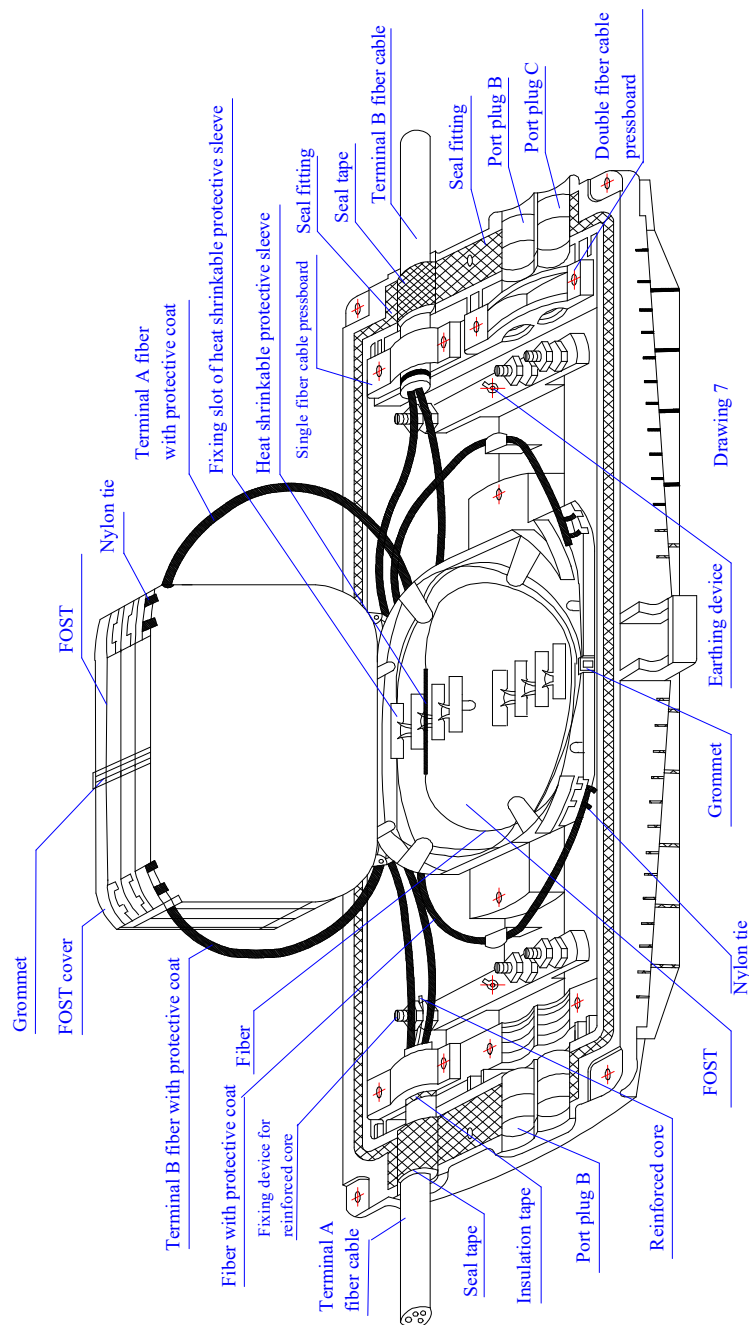 Grommet
FOST cover
Terminal B fiber with protective coat
Fiber with protective coat
Fixing device for
reinforced core
Terminal A
fiber cable
Fiber
FOST
Nylon tie
Terminal A fiber
with protective coat
Fixing slot of heat shrinkable protective sleeve
Heat shrinkable protective sleeve
Single fiber cable pressboard
Seal fitting
Seal tape
Terminal B fiber cable
Seal fitting
Port plug B
Port plug C
Double fiber cable
pressboard
Seal tape
Insulation tape
Port plug B
Reinforced core
FOST
Nylon tie
Grommet
Earthing device
Drawing 7